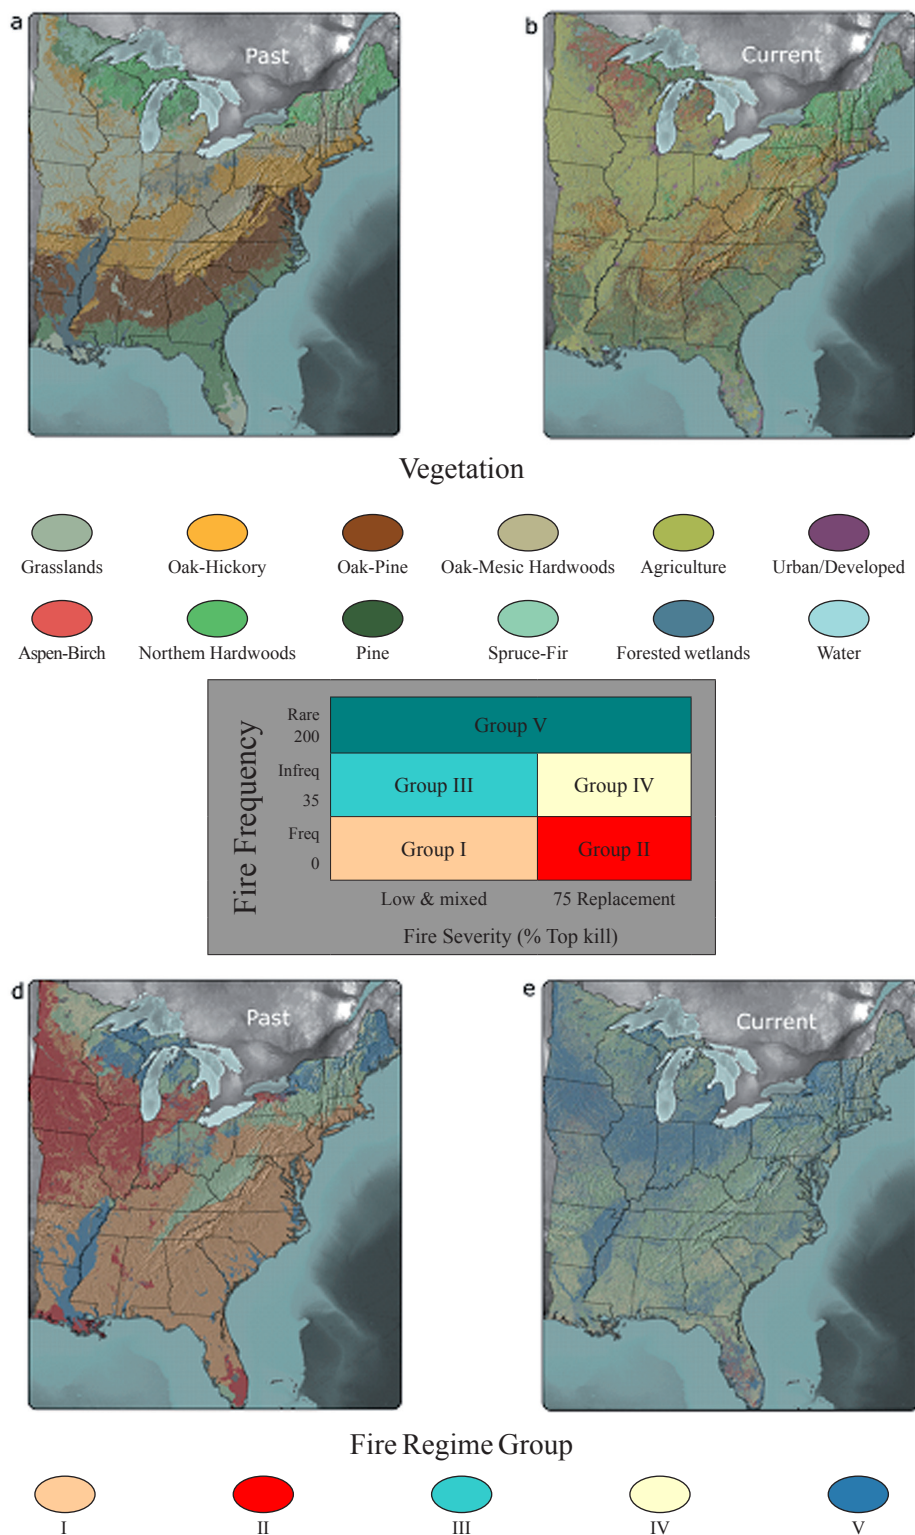 a
Past
b
Current
Vegetation
Grasslands
Oak-Hickory
Oak-Pine
Oak-Mesic Hardwoods
Agriculture
Urban/Developed
Aspen-Birch
Northem Hardwoods
Pine
Spruce-Fir
Forested wetlands
Water
Fire Frequency
Rare
200
Infreq
35
Freq
0
Group V
Group III
Group IV
Group I
Group II
Low & mixed
75 Replacement
Fire Severity (% Top kill)
d
Past
e
Current
Fire Regime Group
I
II
III
IV
V